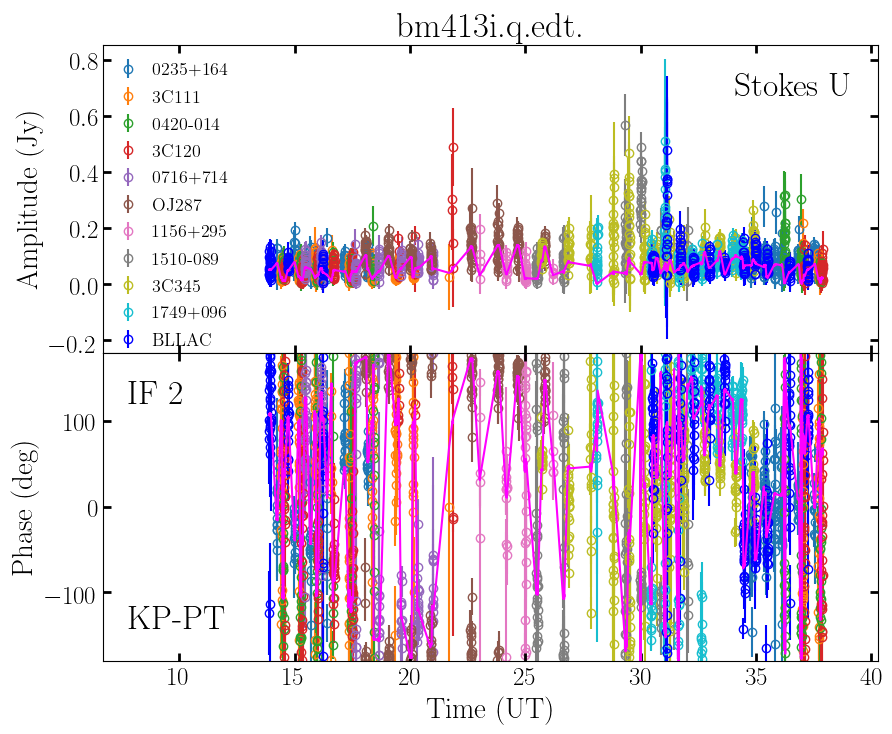 bm413i.q.edt.
Stokes U
0235+164
3C111
0420-014
3C120
0716+714
OJ287
1156+295
1510-089
3C345
1749+096
BLLAC
Amplitude (Jy)
0.8
0.6
0.4
0.2
0.0
−0.2
IF 2
KP-PT
Phase (deg)
100
0
−100
10 15 20 25 30 35 40
Time (UT)